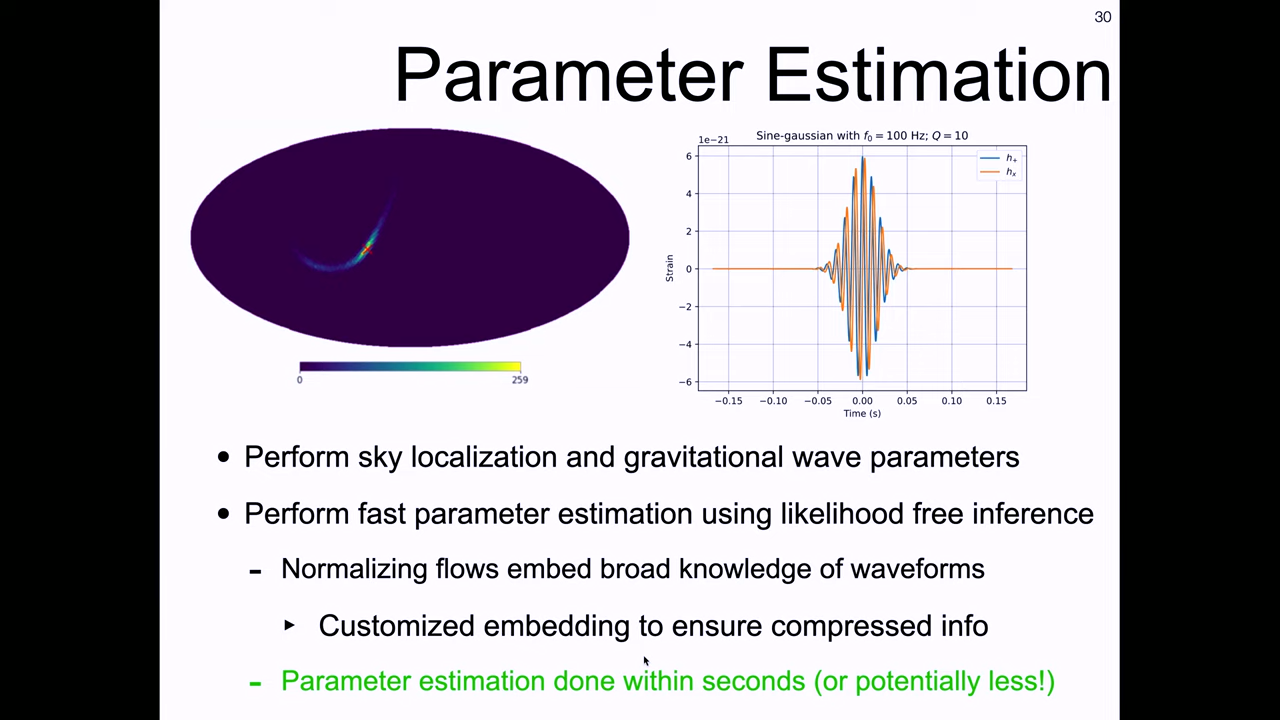 30
Parameter Estimation
0
259
Sine-gaussian with f₀ = 100 Hz; Q = 10
1e−21
h₊
hₓ
6
4
2
0
−2
−4
−6
Strain
−0.15
−0.10
−0.05
0.00
0.05
0.10
0.15
Time (s)
• Perform sky localization and gravitational wave parameters
• Perform fast parameter estimation using likelihood free inference
- Normalizing flows embed broad knowledge of waveforms
‣ Customized embedding to ensure compressed info
- Parameter estimation done within seconds (or potentially less!)